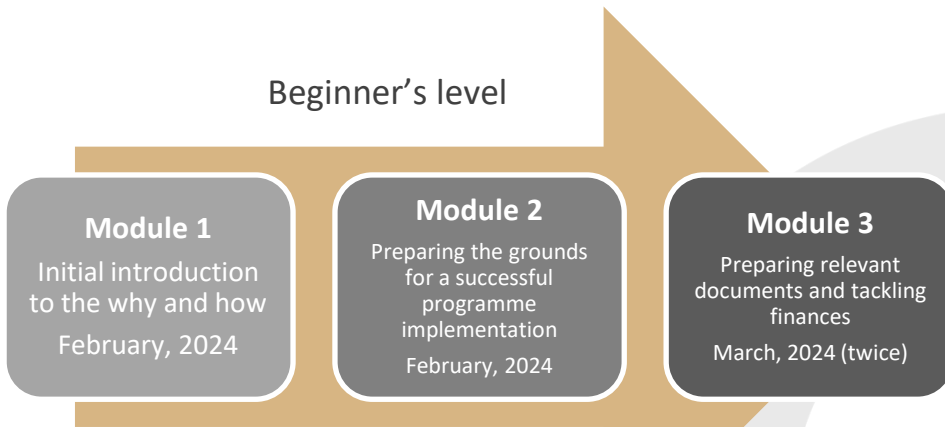 Beginner’s level
Module 1
Initial introduction
to the why and how
February, 2024
Module 2
Preparing the grounds
for a successful
programme
implementation
February, 2024
Module 3
Preparing relevant
documents and tackling
finances
March, 2024 (twice)